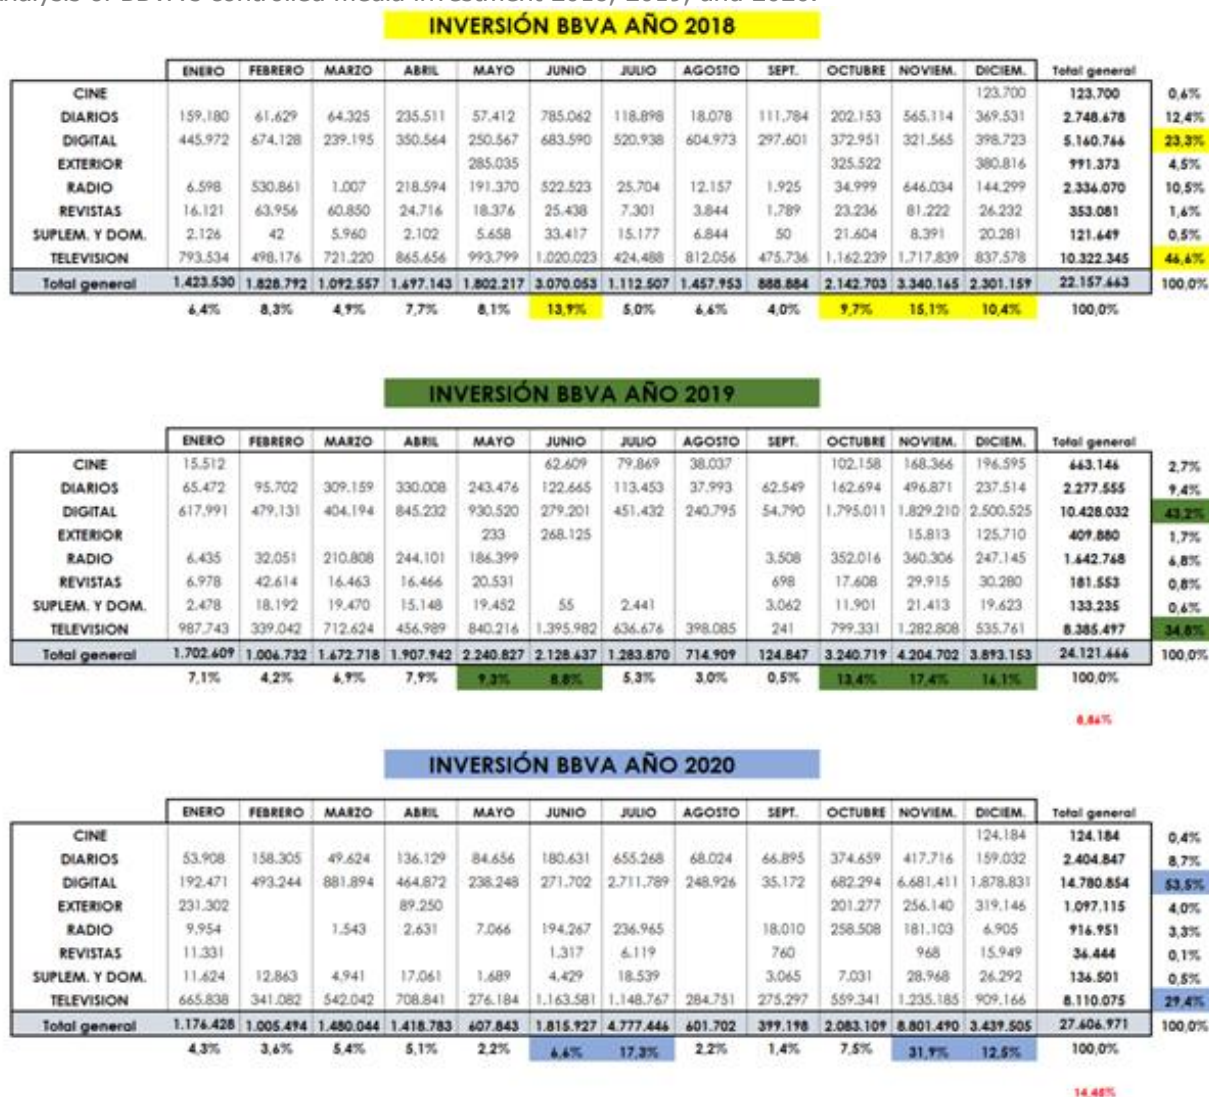 nalysis of BBVA's controlled media investment 2018, 2019, and 2020.
INVERSIÓN BBVA AÑO 2018
ENERO FEBRERO MARZO ABRIL MAYO JUNIO JULIO AGOSTO SEPT. OCTUBRE NOVIEM. DICIEM. Total general
CINE 123.700 123.700 0,6%
DIARIOS 159.180 61.629 64.325 235.511 57.412 785.062 118.898 18.078 111.784 202.153 565.114 369.531 2.748.678 12,4%
DIGITAL 445.972 674.128 239.195 350.564 250.567 683.590 520.938 604.973 297.601 372.951 321.565 398.723 5.160.766 23,3%
EXTERIOR 285.035 325.522 380.816 991.373 4,5%
RADIO 6.598 530.861 1.007 218.594 191.370 522.523 25.704 12.157 1.925 34.999 646.034 144.299 2.336.070 10,5%
REVISTAS 16.121 63.956 60.850 24.716 18.376 25.438 7.301 3.844 1.789 23.236 81.222 26.232 353.081 1,6%
SUPLEM. Y DOM. 2.126 42 5.960 2.102 5.658 33.417 15.177 6.844 50 21.604 8.391 20.281 121.649 0,5%
TELEVISION 793.534 498.176 721.220 865.656 993.799 1.020.023 424.488 812.056 475.736 1.162.239 1.717.839 837.578 10.322.345 46,6%
Total general 1.423.530 1.828.792 1.092.557 1.697.143 1.802.217 3.070.053 1.112.507 1.457.953 888.884 2.142.703 3.340.165 2.301.159 22.157.663 100,0%
6,4% 8,3% 4,9% 7,7% 8,1% 13,9% 5,0% 6,6% 4,0% 9,7% 15,1% 10,4% 100,0%
INVERSIÓN BBVA AÑO 2019
ENERO FEBRERO MARZO ABRIL MAYO JUNIO JULIO AGOSTO SEPT. OCTUBRE NOVIEM. DICIEM. Total general
CINE 15.512 62.609 79.869 38.037 102.158 168.366 196.595 663.146 2,7%
DIARIOS 65.472 95.702 309.159 330.008 243.476 122.665 113.453 37.993 62.549 162.694 496.871 237.514 2.277.555 9,4%
DIGITAL 617.991 479.131 404.194 845.232 930.520 279.201 451.432 240.795 54.790 1.795.011 1.829.210 2.500.525 10.428.032 43,2%
EXTERIOR 233 268.125 15.813 125.710 409.880 1,7%
RADIO 6.435 32.051 210.808 244.101 186.399 3.508 352.016 360.306 247.145 1.642.768 6,8%
REVISTAS 6.978 42.614 16.463 16.466 20.531 698 17.608 29.915 30.280 181.553 0,8%
SUPLEM. Y DOM. 2.478 18.192 19.470 15.148 19.452 55 2.441 3.062 11.901 21.413 19.623 133.235 0,6%
TELEVISION 987.743 339.042 712.624 456.989 840.216 1.395.982 636.676 398.085 241 799.331 1.282.808 535.761 8.385.497 34,8%
Total general 1.702.609 1.006.732 1.672.718 1.907.942 2.240.827 2.128.637 1.283.870 714.909 124.847 3.240.719 4.204.702 3.893.153 24.121.666 100,0%
7,1% 4,2% 6,9% 7,9% 9,3% 8,8% 5,3% 3,0% 0,5% 13,4% 17,4% 16,1% 100,0%
8,86%
INVERSIÓN BBVA AÑO 2020
ENERO FEBRERO MARZO ABRIL MAYO JUNIO JULIO AGOSTO SEPT. OCTUBRE NOVIEM. DICIEM. Total general
CINE 124.184 124.184 0,4%
DIARIOS 53.908 158.305 49.624 136.129 84.656 180.631 655.268 68.024 66.895 374.659 417.716 159.032 2.404.847 8,7%
DIGITAL 192.471 493.244 881.894 464.872 238.248 271.702 2.711.789 248.926 35.172 682.294 6.681.411 1.878.831 14.780.854 53,5%
EXTERIOR 231.302 89.250 201.277 256.140 319.146 1.097.115 4,0%
RADIO 9.954 1.543 2.631 7.066 194.267 236.965 18.010 258.508 181.103 6.905 916.951 3,3%
REVISTAS 11.331 1.317 6.119 760 968 15.949 36.444 0,1%
SUPLEM. Y DOM. 11.624 12.863 4.941 17.061 1.689 4.429 18.539 3.065 7.031 28.968 26.292 136.501 0,5%
TELEVISION 665.838 341.082 542.042 708.841 276.184 1.163.581 1.148.767 284.751 275.297 559.341 1.235.185 909.166 8.110.075 29,4%
Total general 1.176.428 1.005.494 1.480.044 1.418.783 607.843 1.815.927 4.777.446 601.702 399.198 2.083.109 8.801.490 3.439.505 27.606.971 100,0%
4,3% 3,6% 5,4% 5,1% 2,2% 6,6% 17,3% 2,2% 1,4% 7,5% 31,9% 12,5% 100,0%
14,48%